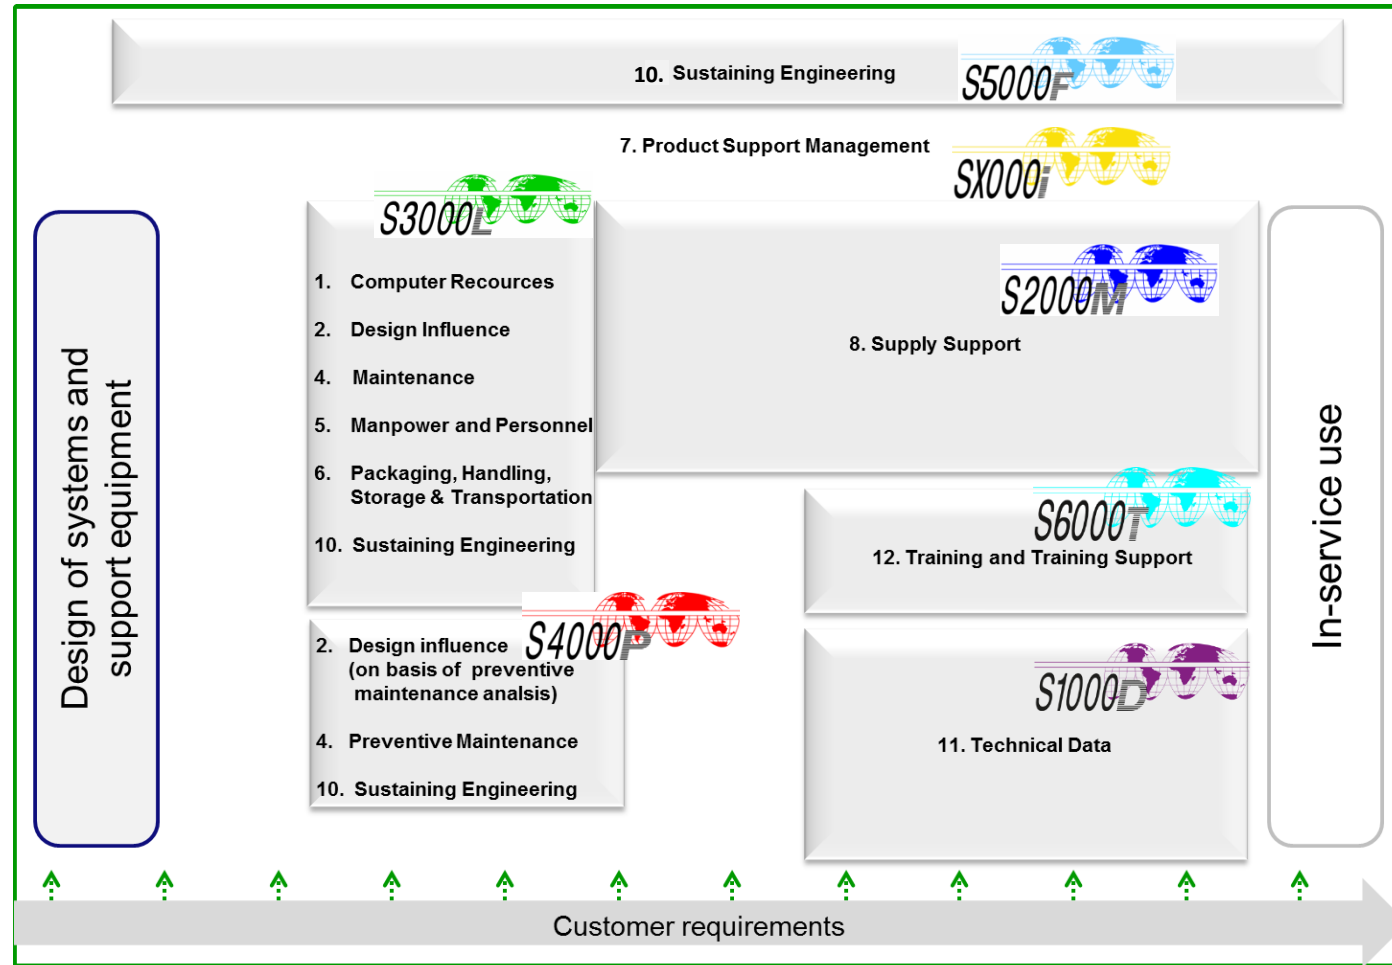 10. Sustaining Engineering
S5000F
7. Product Support Management
SX000i
S3000L
1. Computer Recources
2. Design Influence
4. Maintenance
5. Manpower and Personnel
6. Packaging, Handling,
Storage & Transportation
10. Sustaining Engineering
S2000M
8. Supply Support
S6000T
12. Training and Training Support
S4000P
2. Design influence
(on basis of preventive
maintenance analsis)
4. Preventive Maintenance
10. Sustaining Engineering
S1000D
11. Technical Data
Design of systems and
support equipment
In-service use
Customer requirements